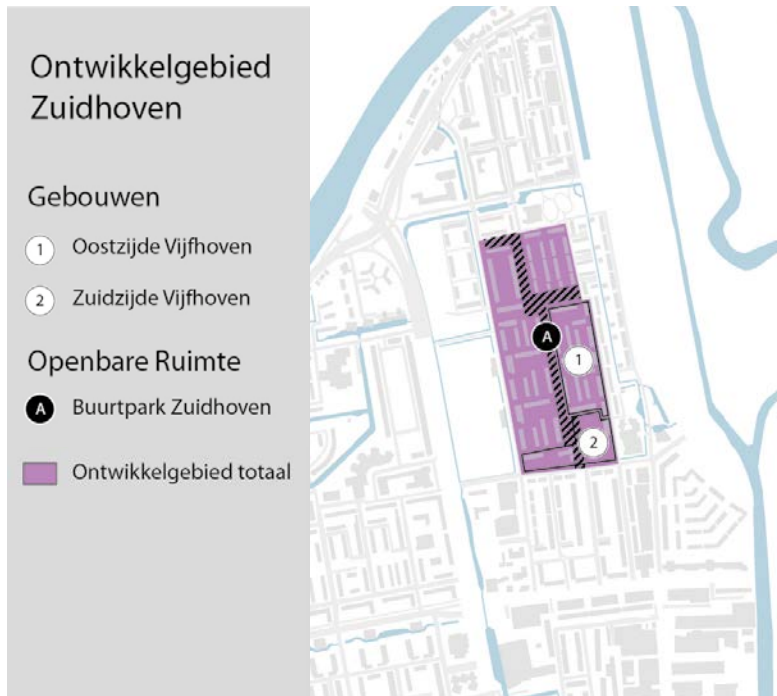 Ontwikkelgebied
Zuidhoven
Gebouwen
1 Oostzijde Vijfhoven
2 Zuidzijde Vijfhoven
Openbare Ruimte
A Buurtpark Zuidhoven
Ontwikkelgebied totaal
A
1
2